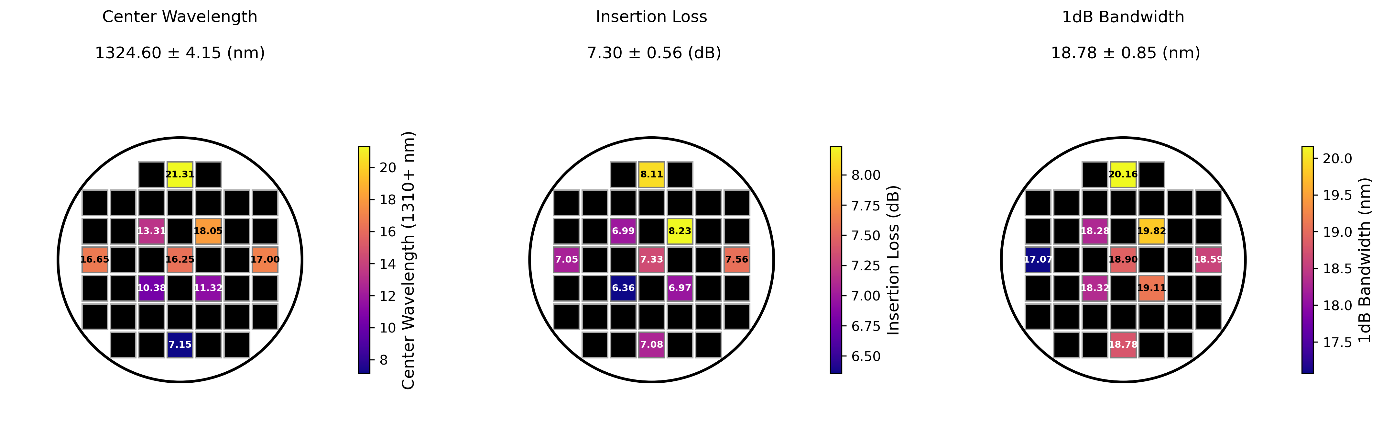 Center Wavelength
1324.60 ± 4.15 (nm)
21.31
13.31 18.05
16.65 16.25 17.00
10.38 11.32
7.15
20
18
16
14
12
10
8
Center Wavelength (1310+ nm)
Insertion Loss
7.30 ± 0.56 (dB)
8.11
6.99 8.23
7.05 7.33 7.56
6.36 6.97
7.08
8.00
7.75
7.50
7.25
7.00
6.75
6.50
Insertion Loss (dB)
1dB Bandwidth
18.78 ± 0.85 (nm)
20.16
18.28 19.82
17.07 18.90 18.59
18.32 19.11
18.78
20.0
19.5
19.0
18.5
18.0
17.5
1dB Bandwidth (nm)